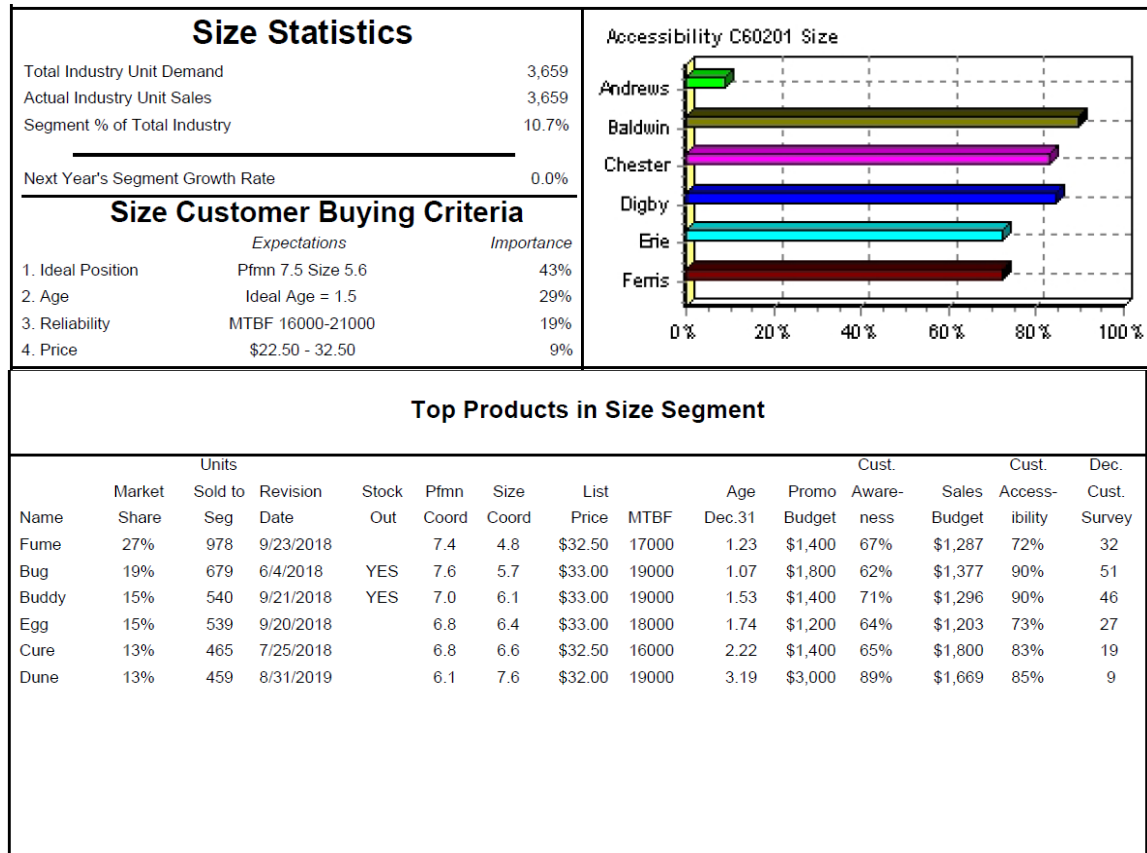 Size Statistics
Total Industry Unit Demand 3,659
Actual Industry Unit Sales 3,659
Segment % of Total Industry 10.7%
Next Year's Segment Growth Rate 0.0%
Size Customer Buying Criteria
Expectations Importance
1. Ideal Position Pfmn 7.5 Size 5.6 43%
2. Age Ideal Age = 1.5 29%
3. Reliability MTBF 16000-21000 19%
4. Price $22.50 - 32.50 9%
Accessibility C60201 Size
Andrews
Baldwin
Chester
Digby
Erie
Ferris
0% 20% 40% 60% 80% 100%
Top Products in Size Segment
Units Cust. Cust. Dec.
Market Sold to Revision Stock Pfmn Size List Age Promo Aware- Sales Access- Cust.
Name Share Seg Date Out Coord Coord Price MTBF Dec.31 Budget ness Budget ibility Survey
Fume 27% 978 9/23/2018 7.4 4.8 $32.50 17000 1.23 $1,400 67% $1,287 72% 32
Bug 19% 679 6/4/2018 YES 7.6 5.7 $33.00 19000 1.07 $1,800 62% $1,377 90% 51
Buddy 15% 540 9/21/2018 YES 7.0 6.1 $33.00 19000 1.53 $1,400 71% $1,296 90% 46
Egg 15% 539 9/20/2018 6.8 6.4 $33.00 18000 1.74 $1,200 64% $1,203 73% 27
Cure 13% 465 7/25/2018 6.8 6.6 $32.50 16000 2.22 $1,400 65% $1,800 83% 19
Dune 13% 459 8/31/2019 6.1 7.6 $32.00 19000 3.19 $3,000 89% $1,669 85% 9